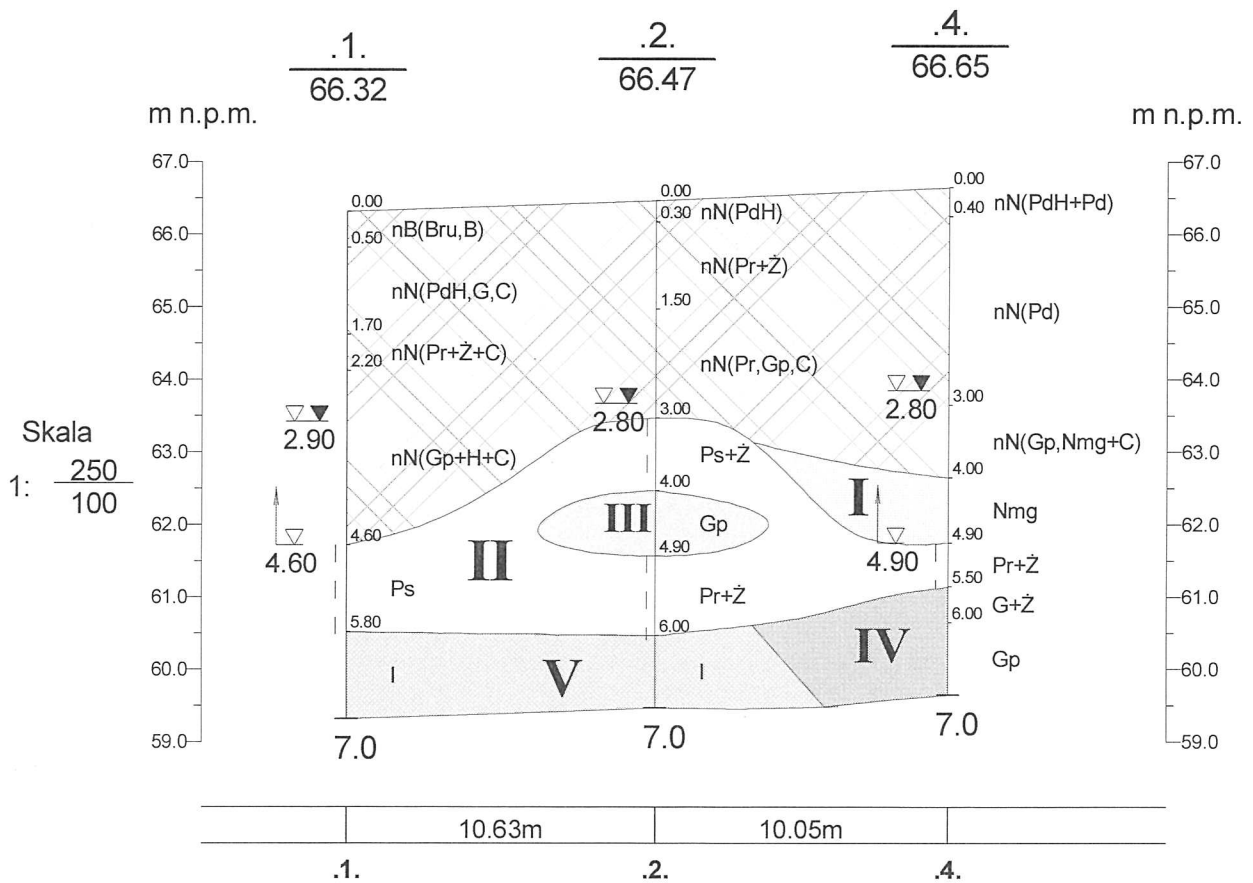 .1. .2. .4.
66.32 66.47 66.65
m n.p.m. m n.p.m.
67.0 67.0
66.0 66.0
65.0 65.0
64.0 64.0
63.0 63.0
62.0 62.0
61.0 61.0
60.0 60.0
59.0 59.0
Skala
1: 250
100
0.00
nB(Bru,B)
0.50
nN(PdH,G,C)
1.70
nN(Pr+Ż+C)
2.20
2.90
nN(Gp+H+C)
4.60
4.60
II
Ps
5.80
I
V
7.0
0.00
nN(PdH)
0.30
nN(Pr+Ż)
1.50
nN(Pr,Gp,C)
2.80
3.00
Ps+Ż
4.00
III
Gp
4.90
Pr+Ż
6.00
I
7.0
0.00
nN(PdH+Pd)
0.40
nN(Pd)
2.80
3.00
nN(Gp,Nmg+C)
4.00
I
Nmg
4.90
4.90
Pr+Ż
5.50
G+Ż
6.00
IV
Gp
7.0
10.63m 10.05m
.1. .2. .4.